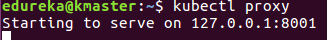 edureka@kmaster:~$ kubectl proxy
Starting to serve on 127.0.0.1:8001